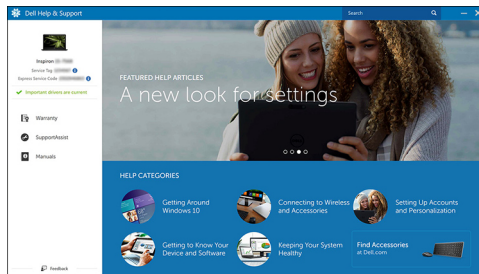 Dell Help & Support
Search
Inspiron
Service Tag
Express Service Code
Important drivers are current
Warranty
SupportAssist
Manuals
Feedback
FEATURED HELP ARTICLES
A new look for settings
HELP CATEGORIES
Getting Around
Windows 10
Connecting to Wireless
and Accessories
Setting Up Accounts
and Personalization
Getting to Know Your
Device and Software
Keeping Your System
Healthy
Find Accessories
at Dell.com